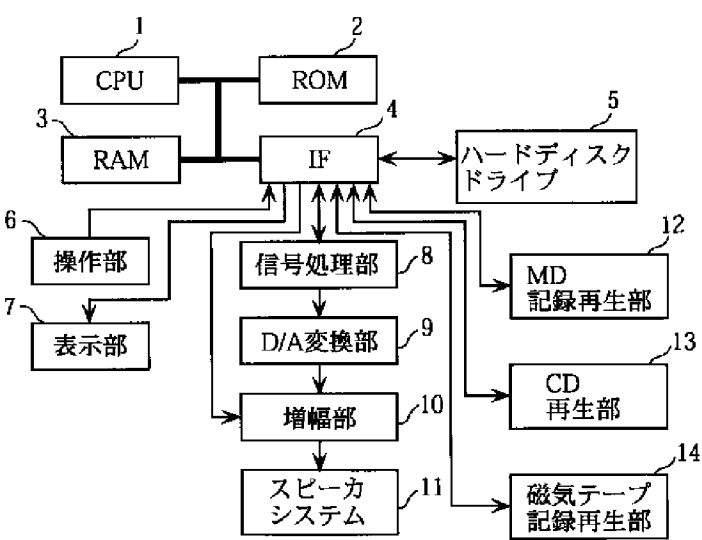 1
CPU
2
ROM
3
RAM
4
IF
5
ハードディスク
ドライブ
6
操作部
7
表示部
信号処理部
8
D/A変換部
9
増幅部
10
スピーカ
システム
11
12
MD
記録再生部
13
CD
再生部
14
磁気テープ
記録再生部